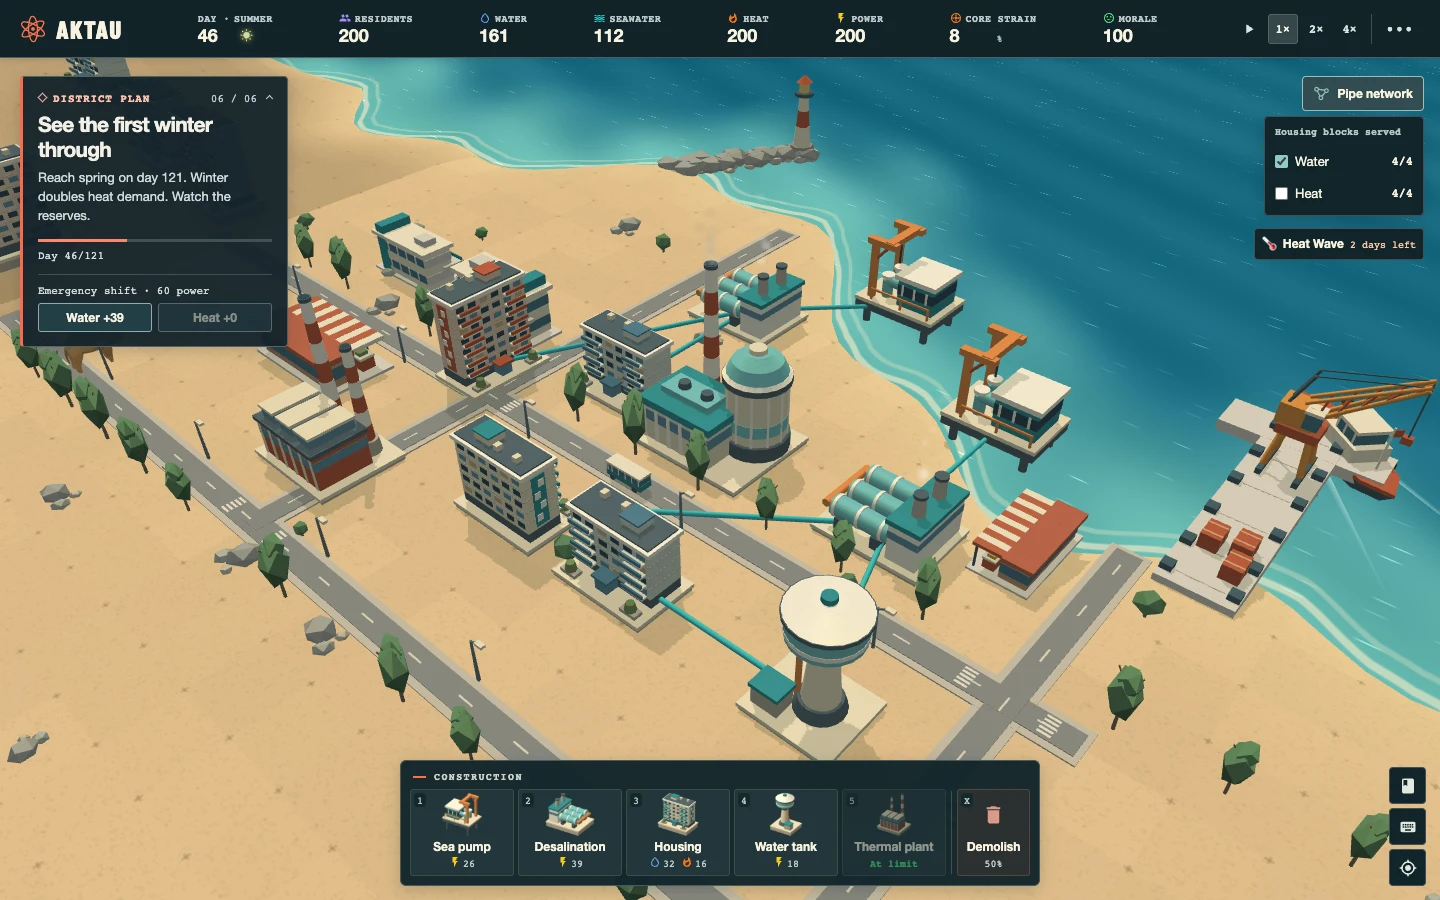 AKTAU
DAY · SUMMER
46
RESIDENTS
200
WATER
161
SEAWATER
112
HEAT
200
POWER
200
CORE STRAIN
8 %
MORALE
100
1×
2×
4×
DISTRICT PLAN
06 / 06
See the first winter
through
Reach spring on day 121. Winter
doubles heat demand. Watch the
reserves.
Day 46/121
Emergency shift · 60 power
Water +39
Heat +0
Pipe network
Housing blocks served
Water 4/4
Heat 4/4
Heat Wave 2 days left
CONSTRUCTION
1
Sea pump
26
2
Desalination
39
3
Housing
32 16
4
Water tank
18
5
Thermal plant
At limit
X
Demolish
50%